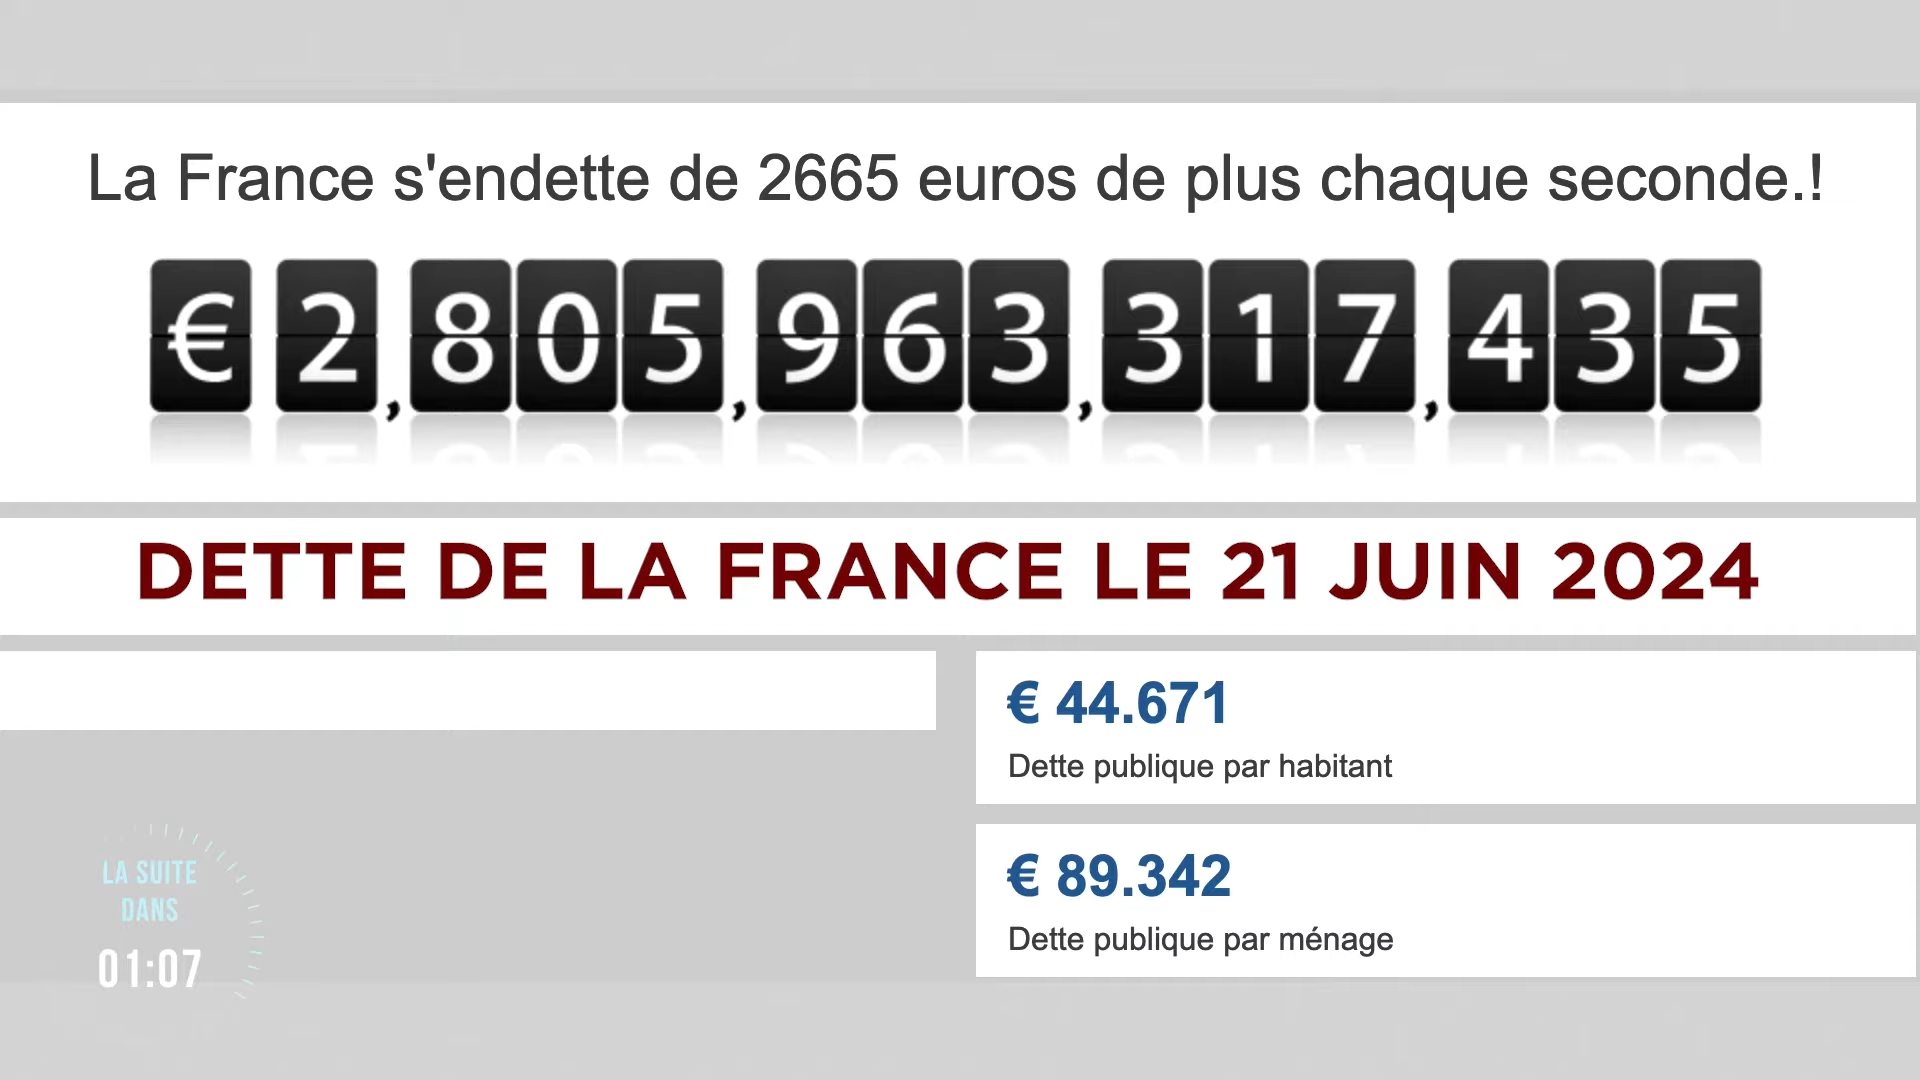 La France s'endette de 2665 euros de plus chaque seconde.!
€ 2,805,963,317,435
DETTE DE LA FRANCE LE 21 JUIN 2024
€ 44.671
Dette publique par habitant
€ 89.342
Dette publique par ménage
LA SUITE
DANS
01:07